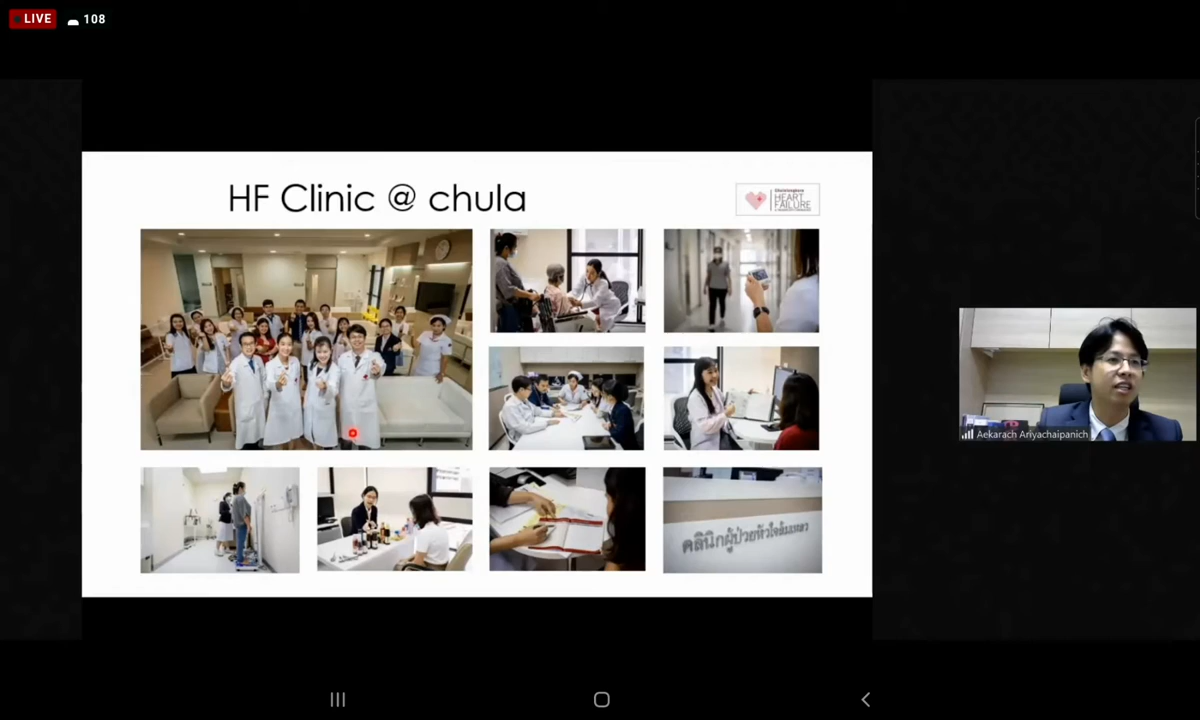 LIVE
108
HF Clinic @ chula
HEART
FAILURE
คลินิกผู้ป่วยหัวใจล้มเหลว
Aekarach Ariyachaipanich